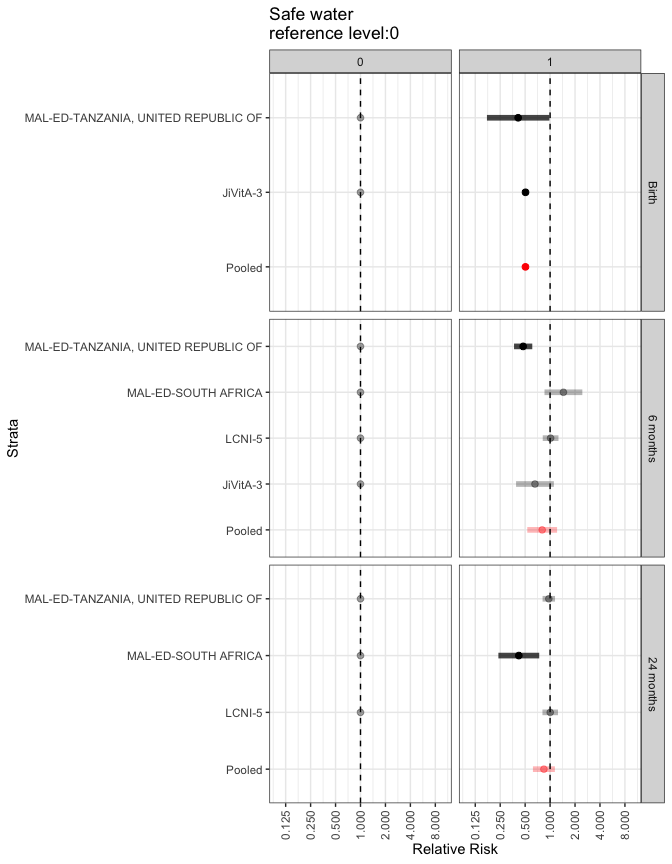 Safe water
reference level:0
0
1
MAL-ED-TANZANIA, UNITED REPUBLIC OF
JiVitA-3
Pooled
Birth
MAL-ED-TANZANIA, UNITED REPUBLIC OF
MAL-ED-SOUTH AFRICA
LCNI-5
JiVitA-3
Pooled
6 months
Strata
MAL-ED-TANZANIA, UNITED REPUBLIC OF
MAL-ED-SOUTH AFRICA
LCNI-5
Pooled
24 months
0.125 0.250 0.500 1.000 2.000 4.000 8.000
0.125 0.250 0.500 1.000 2.000 4.000 8.000
Relative Risk